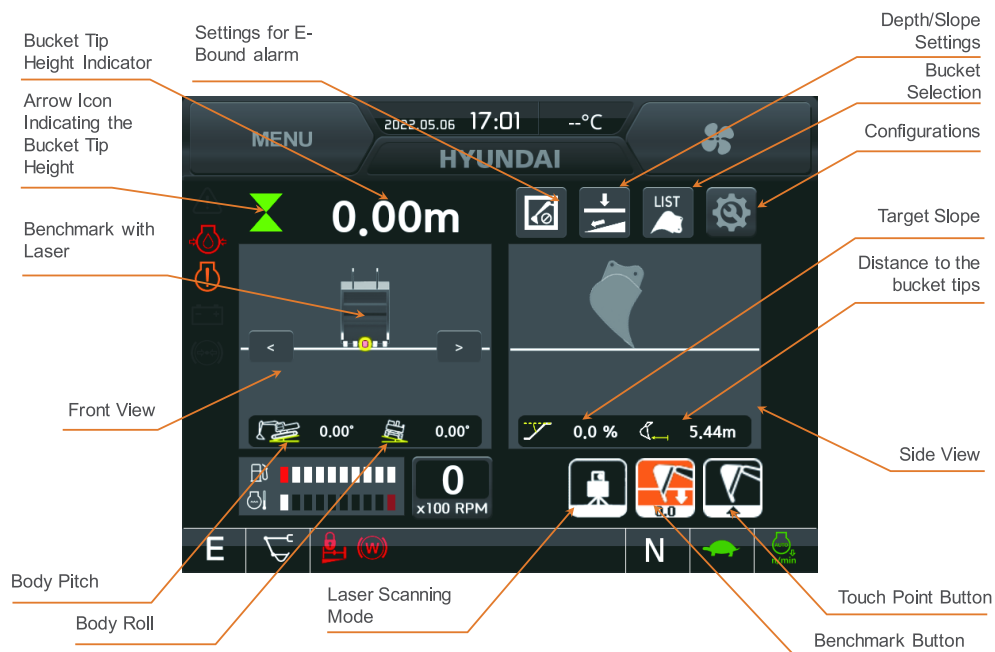 Depth/Slope
Settings
Settings for E-
Bound alarm
Bucket Tip
Height Indicator
Bucket
Selection
Arrow Icon
Indicating the
Bucket Tip
Height
Configurations
MENU
2022.05.06 17:01 --°C
HYUNDAI
0.00m
LIST
Target Slope
Benchmark with
Laser
Distance to the
bucket tips
< >
Front View
0.00° 0.00°
0.0 % 5.44m
Side View
0
x100 RPM
0.0
E
(W)
N
AUTO
n/min
Body Pitch
Body Roll
Laser Scanning
Mode
Touch Point Button
Benchmark Button